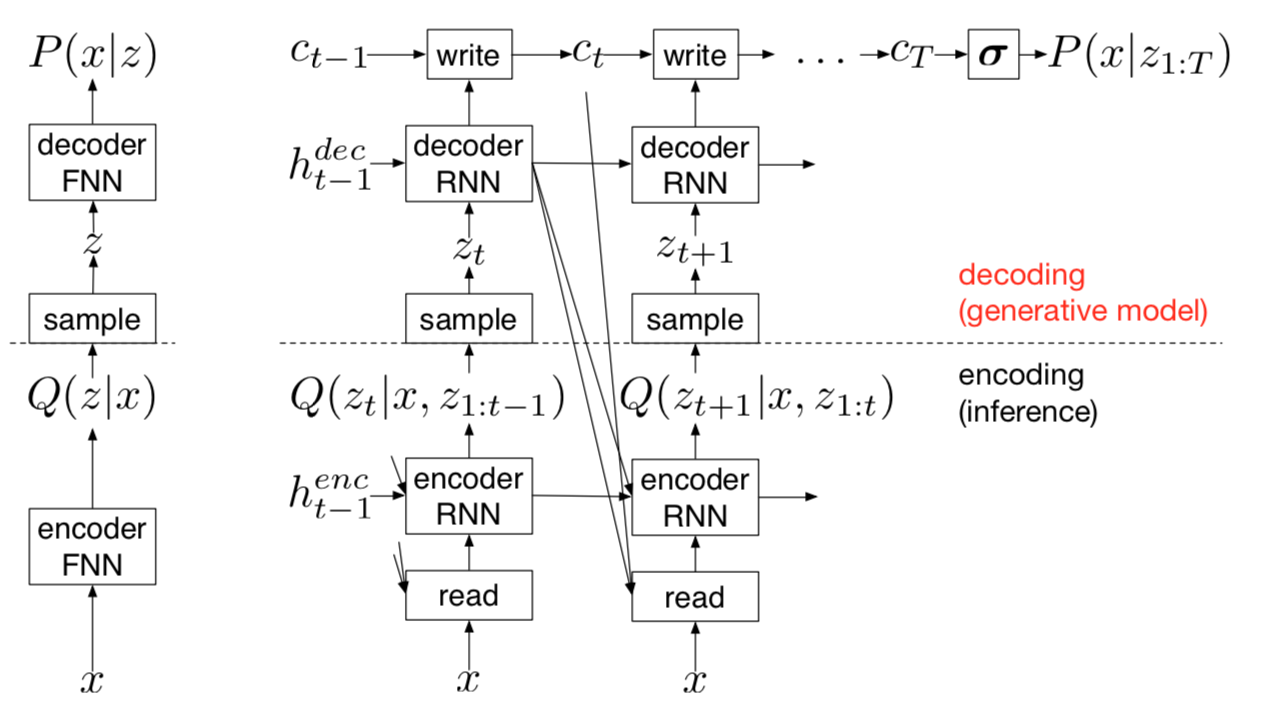 P(x|z)
decoder
FNN
z
sample
Q(z|x)
encoder
FNN
x
c_{t−1} write c_t write ... c_T σ P(x|z_{1:T})
h_{t−1}^{dec}
decoder
RNN
decoder
RNN
z_t z_{t+1}
sample sample
decoding
(generative model)
Q(z_t|x, z_{1:t−1}) Q(z_{t+1}|x, z_{1:t})
encoding
(inference)
h_{t−1}^{enc}
encoder
RNN
encoder
RNN
read read
x x